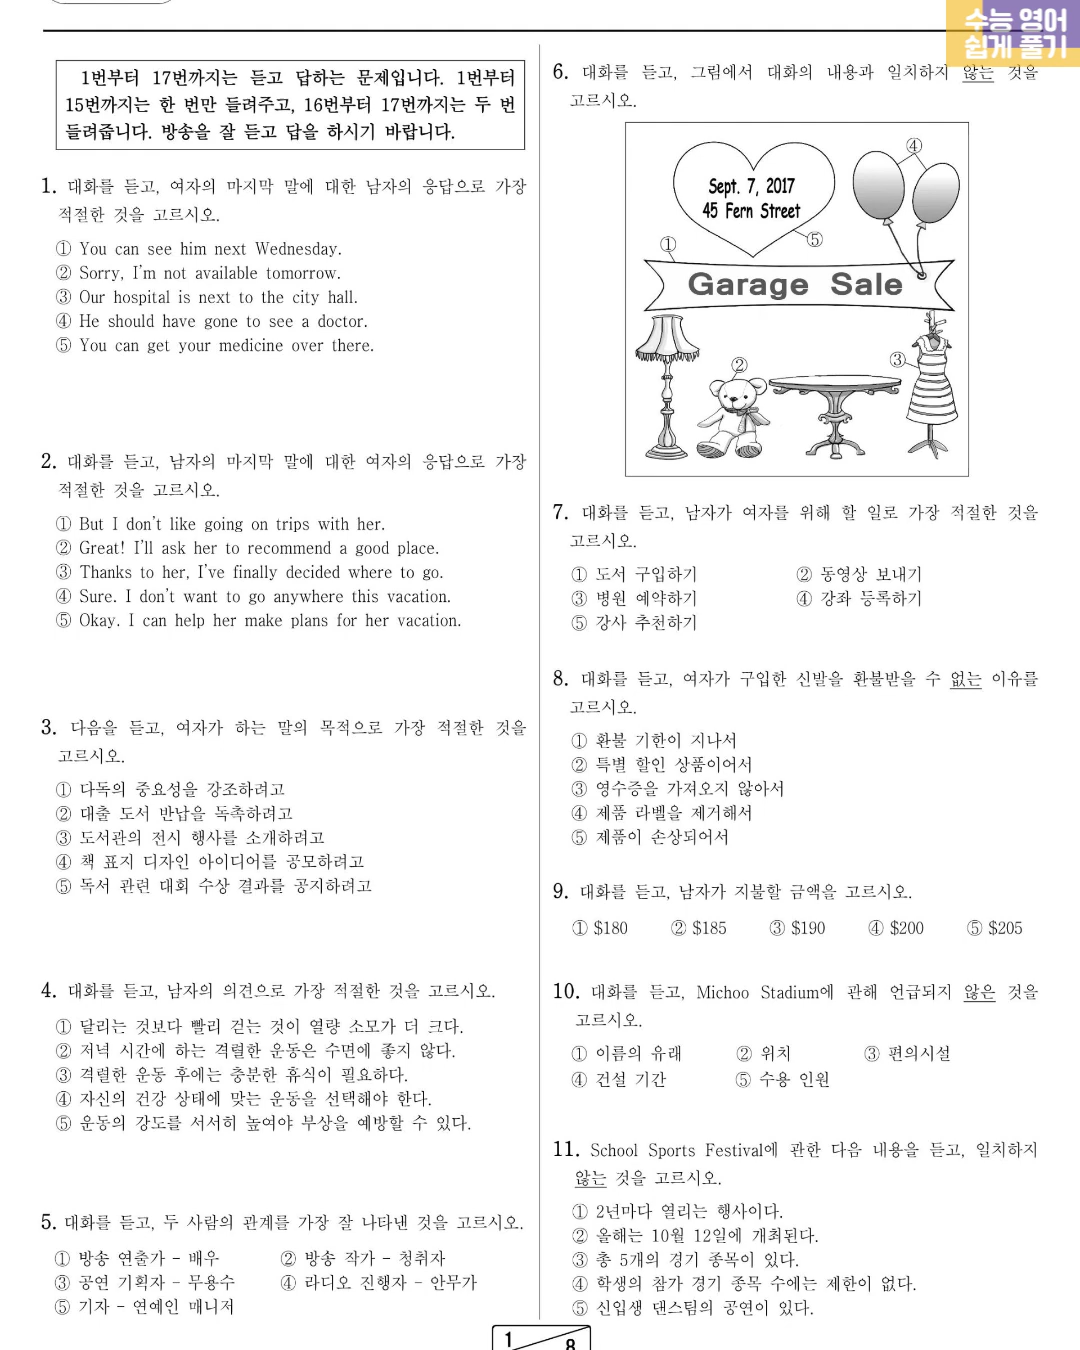 수능 영어
쉽게 풀기
1번부터 17번까지는 듣고 답하는 문제입니다. 1번부터
15번까지는 한 번만 들려주고, 16번부터 17번까지는 두 번
들려줍니다. 방송을 잘 듣고 답을 하시기 바랍니다.
1. 대화를 듣고, 여자의 마지막 말에 대한 남자의 응답으로 가장
적절한 것을 고르시오.
① You can see him next Wednesday.
② Sorry, I'm not available tomorrow.
③ Our hospital is next to the city hall.
④ He should have gone to see a doctor.
⑤ You can get your medicine over there.
2. 대화를 듣고, 남자의 마지막 말에 대한 여자의 응답으로 가장
적절한 것을 고르시오.
① But I don't like going on trips with her.
② Great! I'll ask her to recommend a good place.
③ Thanks to her, I've finally decided where to go.
④ Sure. I don't want to go anywhere this vacation.
⑤ Okay. I can help her make plans for her vacation.
3. 다음을 듣고, 여자가 하는 말의 목적으로 가장 적절한 것을
고르시오.
① 다독의 중요성을 강조하려고
② 대출 도서 반납을 독촉하려고
③ 도서관의 전시 행사를 소개하려고
④ 책 표지 디자인 아이디어를 공모하려고
⑤ 독서 관련 대회 수상 결과를 공지하려고
4. 대화를 듣고, 남자의 의견으로 가장 적절한 것을 고르시오.
① 달리는 것보다 빨리 걷는 것이 열량 소모가 더 크다.
② 저녁 시간에 하는 격렬한 운동은 수면에 좋지 않다.
③ 격렬한 운동 후에는 충분한 휴식이 필요하다.
④ 자신의 건강 상태에 맞는 운동을 선택해야 한다.
⑤ 운동의 강도를 서서히 높여야 부상을 예방할 수 있다.
5. 대화를 듣고, 두 사람의 관계를 가장 잘 나타낸 것을 고르시오.
① 방송 연출가 - 배우 ② 방송 작가 - 청취자
③ 공연 기획자 - 무용수 ④ 라디오 진행자 - 안무가
⑤ 기자 - 연예인 매니저
6. 대화를 듣고, 그림에서 대화의 내용과 일치하지 않는 것을
고르시오.
④
Sept. 7, 2017
45 Fern Street
⑤
①
Garage Sale
②
③
7. 대화를 듣고, 남자가 여자를 위해 할 일로 가장 적절한 것을
고르시오.
① 도서 구입하기 ② 동영상 보내기
③ 병원 예약하기 ④ 강좌 등록하기
⑤ 강사 추천하기
8. 대화를 듣고, 여자가 구입한 신발을 환불받을 수 없는 이유를
고르시오.
① 환불 기한이 지나서
② 특별 할인 상품이어서
③ 영수증을 가져오지 않아서
④ 제품 라벨을 제거해서
⑤ 제품이 손상되어서
9. 대화를 듣고, 남자가 지불할 금액을 고르시오.
① $180 ② $185 ③ $190 ④ $200 ⑤ $205
10. 대화를 듣고, Michoo Stadium에 관해 언급되지 않은 것을
고르시오.
① 이름의 유래 ② 위치 ③ 편의시설
④ 건설 기간 ⑤ 수용 인원
11. School Sports Festival에 관한 다음 내용을 듣고, 일치하지
않는 것을 고르시오.
① 2년마다 열리는 행사이다.
② 올해는 10월 12일에 개최된다.
③ 총 5개의 경기 종목이 있다.
④ 학생의 참가 경기 종목 수에는 제한이 없다.
⑤ 신입생 댄스팀의 공연이 있다.
1 8